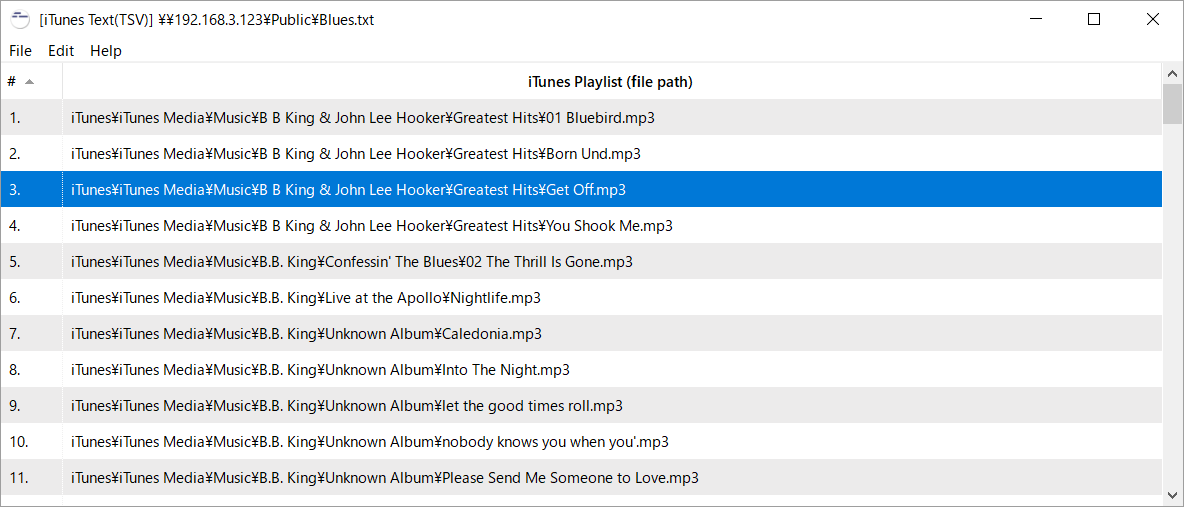 [iTunes Text(TSV)] ¥¥192.168.3.123¥Public¥Blues.txt
File Edit Help
# iTunes Playlist (file path)
1. iTunes¥iTunes Media¥Music¥B B King & John Lee Hooker¥Greatest Hits¥01 Bluebird.mp3
2. iTunes¥iTunes Media¥Music¥B B King & John Lee Hooker¥Greatest Hits¥Born Und.mp3
3. iTunes¥iTunes Media¥Music¥B B King & John Lee Hooker¥Greatest Hits¥Get Off.mp3
4. iTunes¥iTunes Media¥Music¥B B King & John Lee Hooker¥Greatest Hits¥You Shook Me.mp3
5. iTunes¥iTunes Media¥Music¥B.B. King¥Confessin' The Blues¥02 The Thrill Is Gone.mp3
6. iTunes¥iTunes Media¥Music¥B.B. King¥Live at the Apollo¥Nightlife.mp3
7. iTunes¥iTunes Media¥Music¥B.B. King¥Unknown Album¥Caledonia.mp3
8. iTunes¥iTunes Media¥Music¥B.B. King¥Unknown Album¥Into The Night.mp3
9. iTunes¥iTunes Media¥Music¥B.B. King¥Unknown Album¥let the good times roll.mp3
10. iTunes¥iTunes Media¥Music¥B.B. King¥Unknown Album¥nobody knows you when you'.mp3
11. iTunes¥iTunes Media¥Music¥B.B. King¥Unknown Album¥Please Send Me Someone to Love.mp3